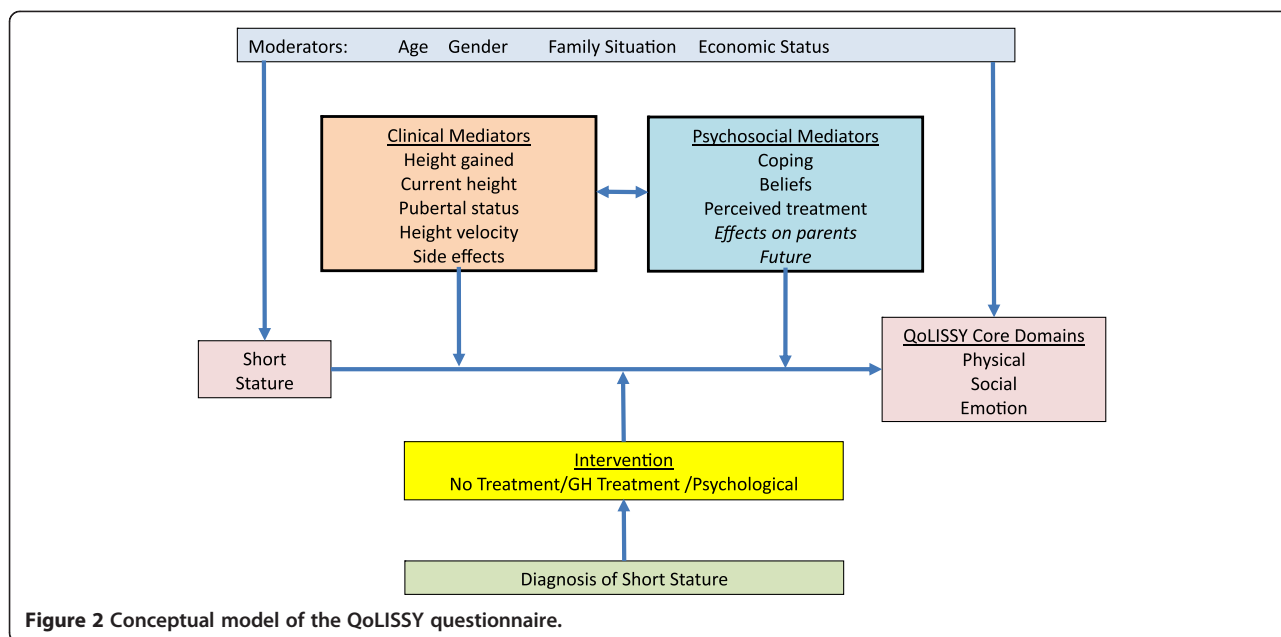 Moderators: Age Gender Family Situation Economic Status
Clinical Mediators
Height gained
Current height
Pubertal status
Height velocity
Side effects
Psychosocial Mediators
Coping
Beliefs
Perceived treatment
Effects on parents
Future
Short
Stature
QoLISSY Core Domains
Physical
Social
Emotion
Intervention
No Treatment/GH Treatment /Psychological
Diagnosis of Short Stature
Figure 2 Conceptual model of the QoLISSY questionnaire.